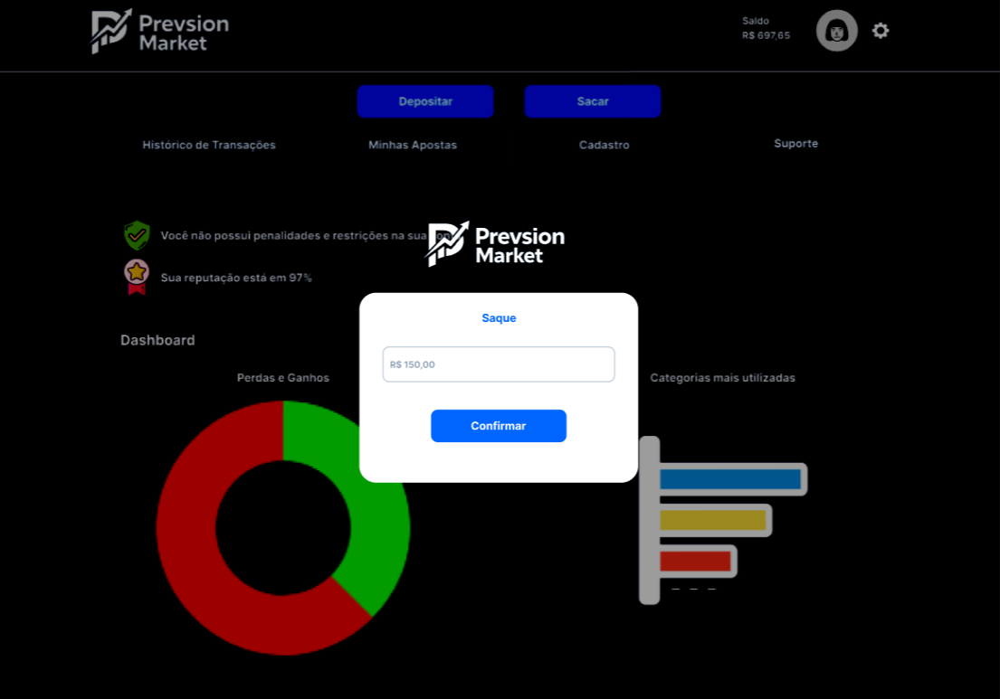 Prevsion
Market
Saldo
R$ 697,65
Depositar
Sacar
Histórico de Transações
Minhas Apostas
Cadastro
Suporte
Você não possui penalidades e restrições na sua
Prevsion
Market
Sua reputação está em 97%
Saque
R$ 150,00
Confirmar
Dashboard
Perdas e Ganhos
Categorias mais utilizadas